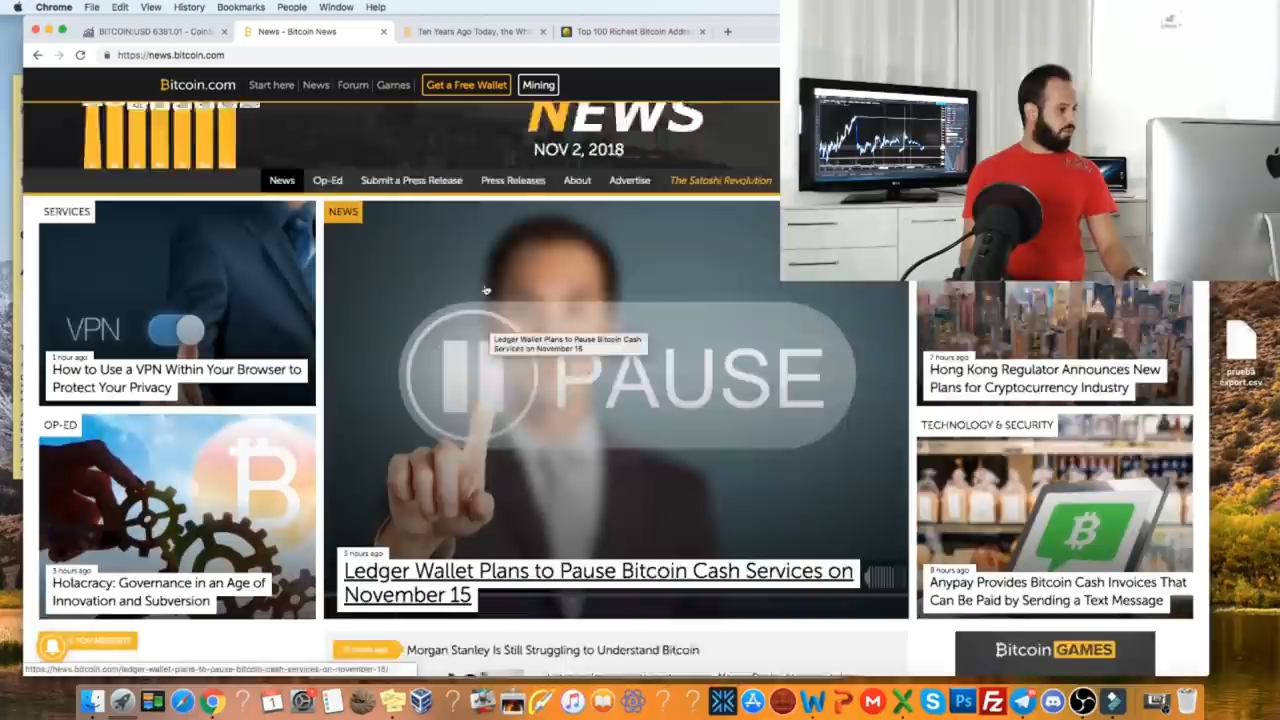 Chrome File Edit View History Bookmarks People Window Help
BITCOIN:USD 6381.01 - Coin
News - Bitcoin News
Ten Years Ago Today, the Whi
Top 100 Richest Bitcoin Addre
https://news.bitcoin.com
Bitcoin.com Start here News Forum Games Get a Free Wallet Mining
NEWS
NOV 2, 2018
News Op-Ed Submit a Press Release Press Releases About Advertise The Satoshi Revolution
SERVICES
VPN
1 hour ago
How to Use a VPN Within Your Browser to
Protect Your Privacy
OP-ED
3 hours ago
Holacracy: Governance in an Age of
Innovation and Subversion
NEWS
Ledger Wallet Plans to Pause Bitcoin Cash
Services on November 15
PAUSE
hours ago
Ledger Wallet Plans to Pause Bitcoin Cash Services on
November 15
7 hours ago
Hong Kong Regulator Announces New
Plans for Cryptocurrency Industry
TECHNOLOGY & SECURITY
8 hours ago
Anypay Provides Bitcoin Cash Invoices That
Can Be Paid by Sending a Text Message
Morgan Stanley Is Still Struggling to Understand Bitcoin
Bitcoin GAMES
https://news.bitcoin.com/ledger-wallet-plans-to-pause-bitcoin-cash-services-on-november-15/
prueba
export.csv